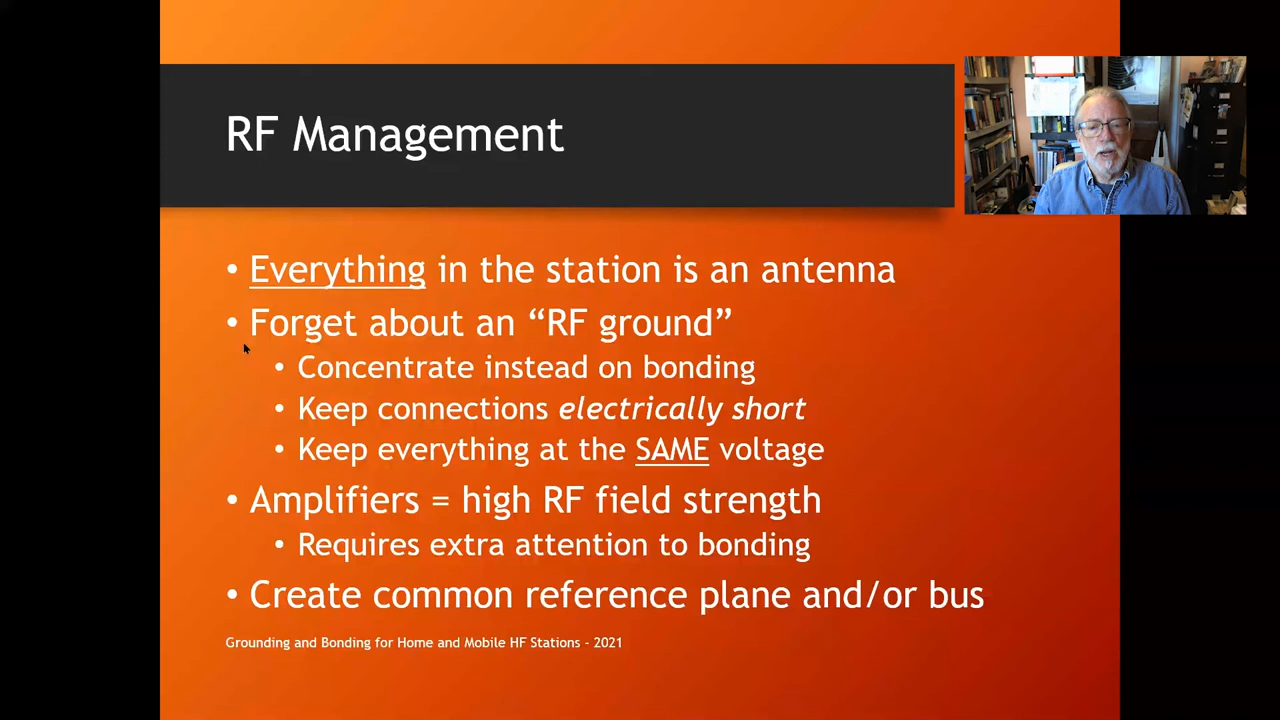 RF Management
• Everything in the station is an antenna
• Forget about an “RF ground”
• Concentrate instead on bonding
• Keep connections electrically short
• Keep everything at the SAME voltage
• Amplifiers = high RF field strength
• Requires extra attention to bonding
• Create common reference plane and/or bus
Grounding and Bonding for Home and Mobile HF Stations - 2021